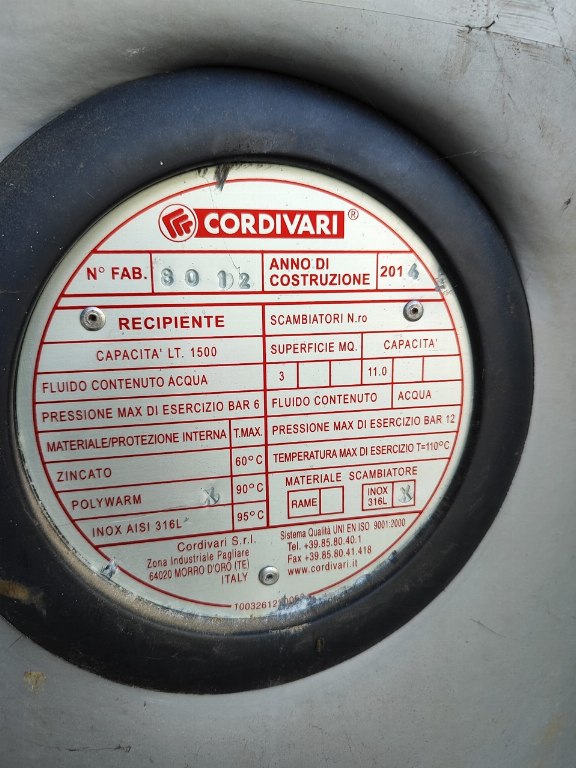 CORDIVARI ®
N° FAB. 8012 ANNO DI COSTRUZIONE 2014
RECIPIENTE
CAPACITA' LT. 1500
FLUIDO CONTENUTO ACQUA
PRESSIONE MAX DI ESERCIZIO BAR 6
MATERIALE/PROTEZIONE INTERNA T.MAX.
ZINCATO 60°C
POLYWARM X 90°C
INOX AISI 316L 95°C
SCAMBIATORI N.ro
SUPERFICIE MQ. CAPACITA'
3 11.0
FLUIDO CONTENUTO ACQUA
PRESSIONE MAX DI ESERCIZIO BAR 12
TEMPERATURA MAX DI ESERCIZIO T=110°C
MATERIALE SCAMBIATORE
RAME INOX 316L X
Cordivari S.r.l.
Zona Industriale Pagliare
64020 MORRO D'ORO (TE)
ITALY
Sistema Qualità UNI EN ISO 9001:2000
Tel. +39.85.80.40.1
Fax +39.85.80.41.418
www.cordivari.it